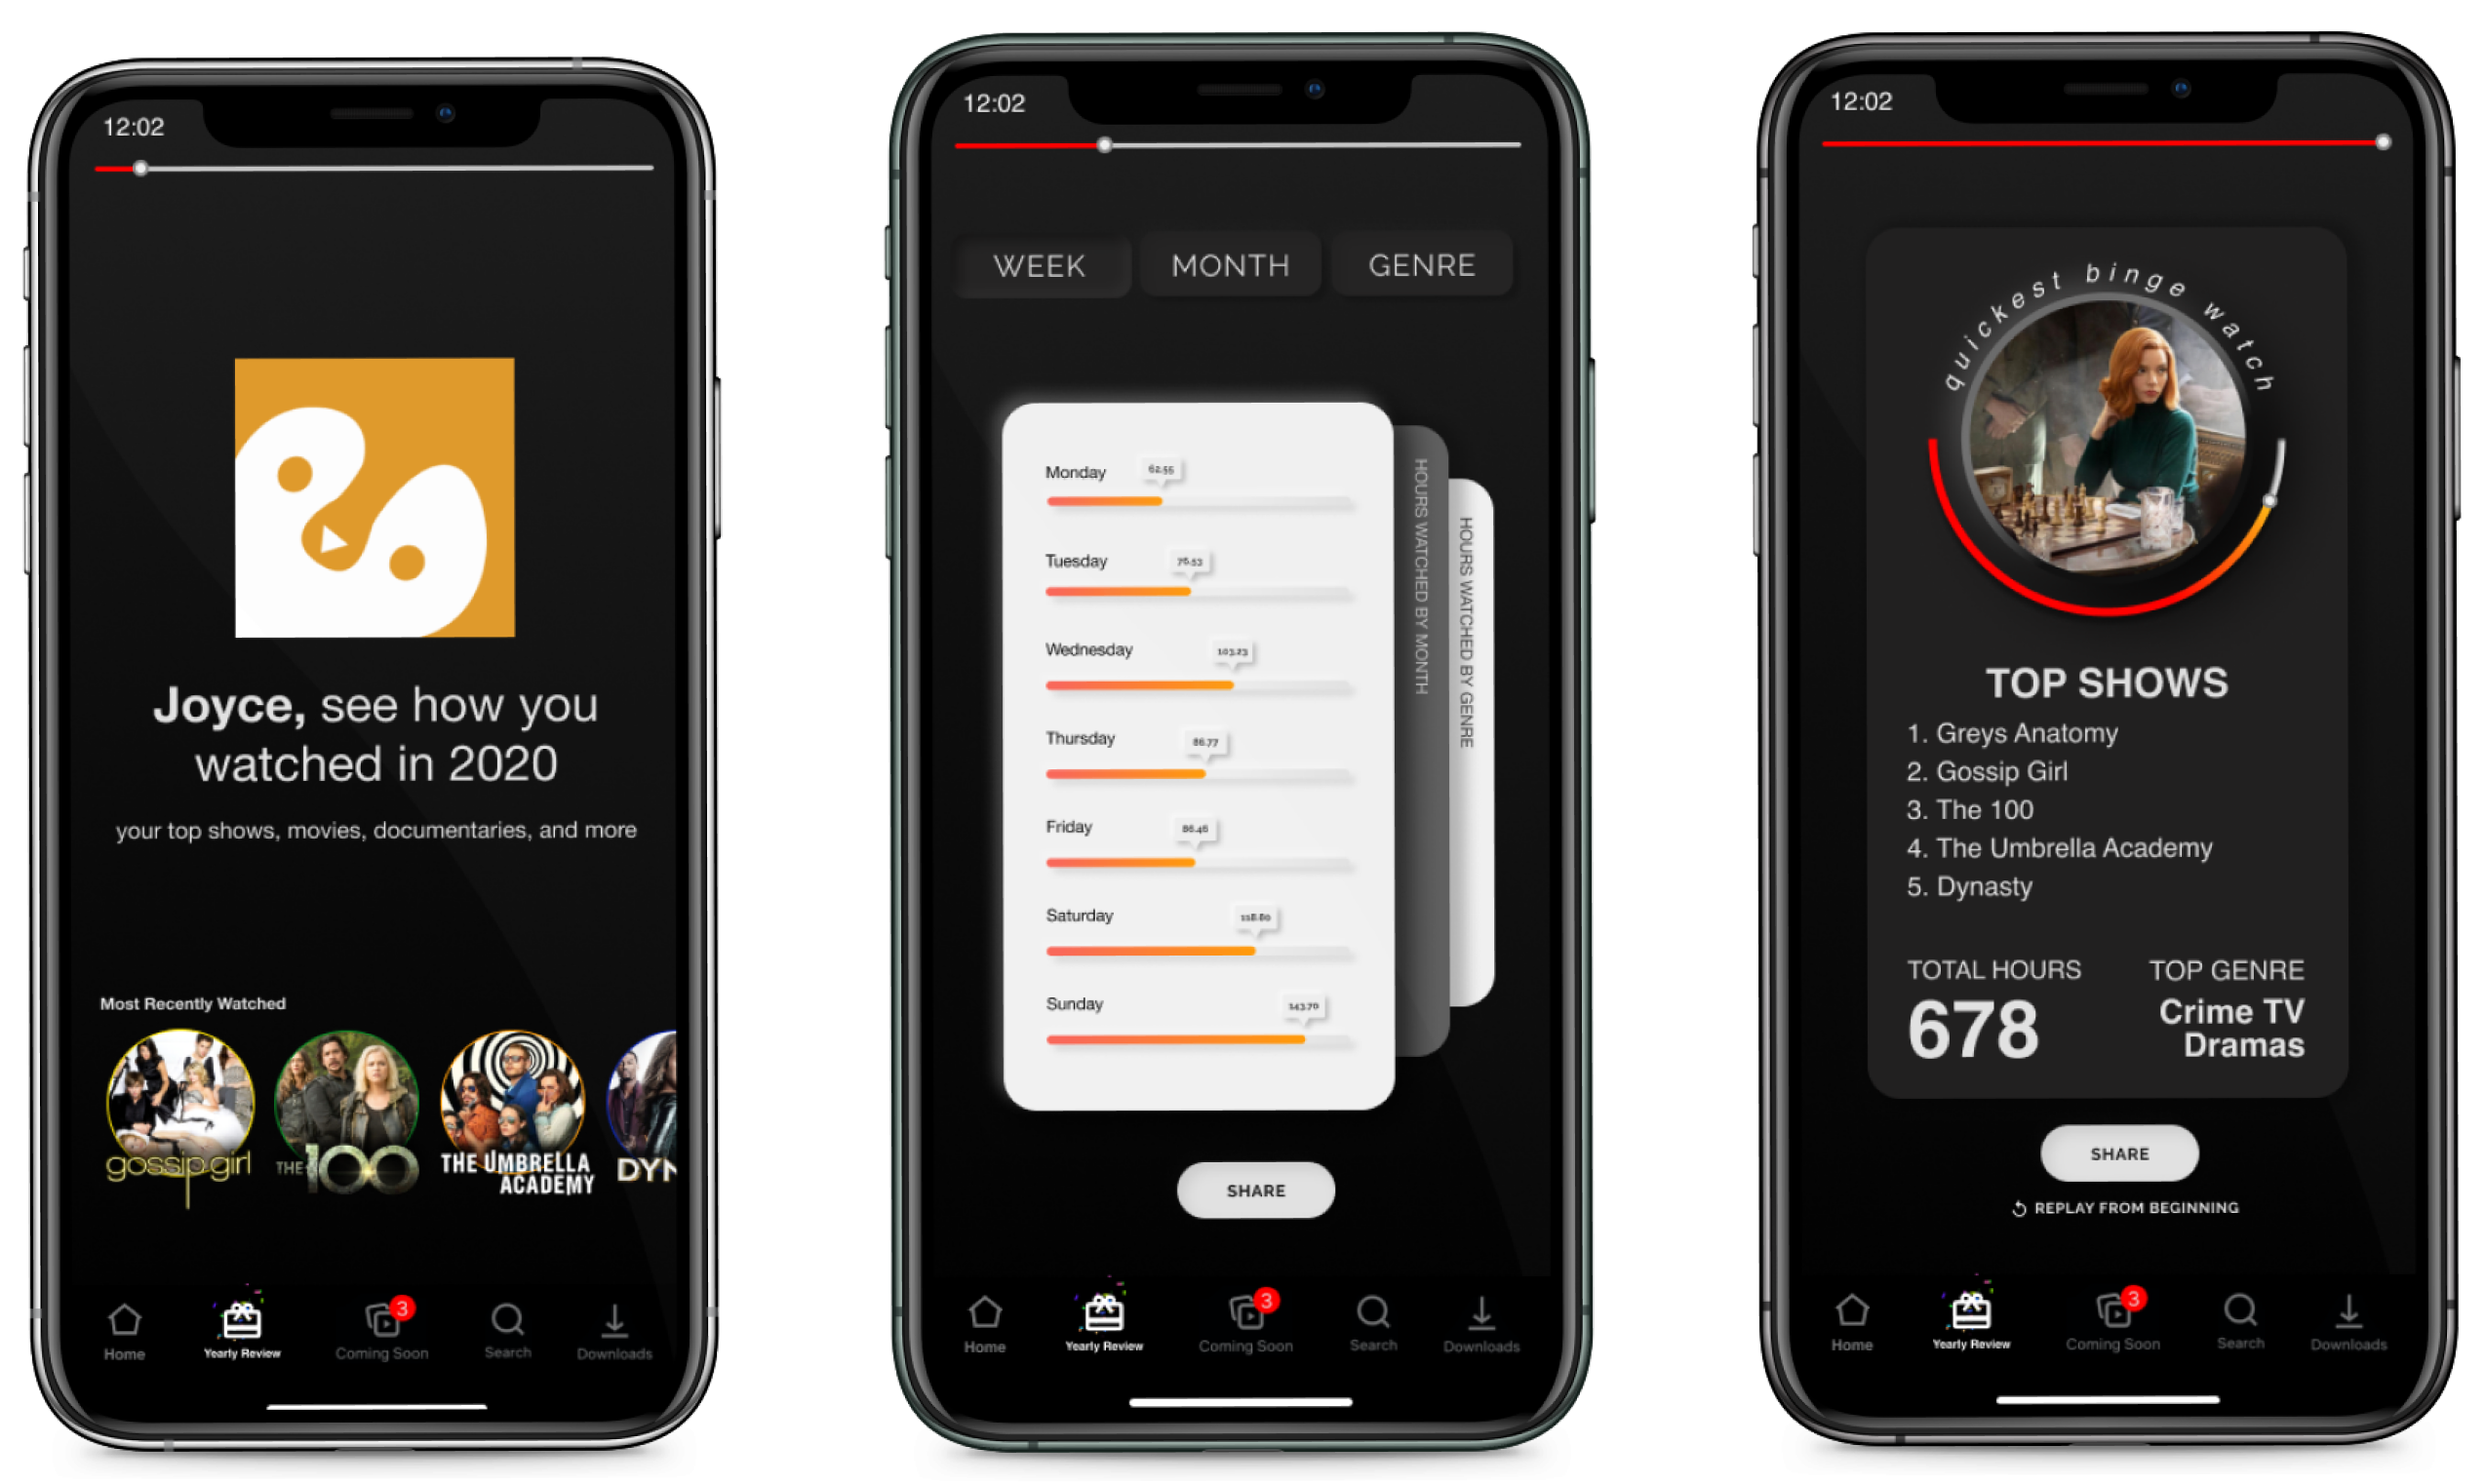 12:02
Joyce, see how you
watched in 2020
your top shows, movies, documentaries, and more
Most Recently Watched
gossip girl
THE 100
THE UMBRELLA
ACADEMY
DYN
Home
Yearly Review
3
Coming Soon
Search
Downloads
12:02
WEEK
MONTH
GENRE
Monday
62.55
Tuesday
76.53
Wednesday
103.23
Thursday
86.77
Friday
86.46
Saturday
118.80
Sunday
143.70
HOURS WATCHED BY MONTH
HOURS WATCHED BY GENRE
SHARE
Home
Yearly Review
3
Coming Soon
Search
Downloads
12:02
quickest binge watch
TOP SHOWS
1. Greys Anatomy
2. Gossip Girl
3. The 100
4. The Umbrella Academy
5. Dynasty
TOTAL HOURS
678
TOP GENRE
Crime TV
Dramas
SHARE
REPLAY FROM BEGINNING
Home
Yearly Review
3
Coming Soon
Search
Downloads